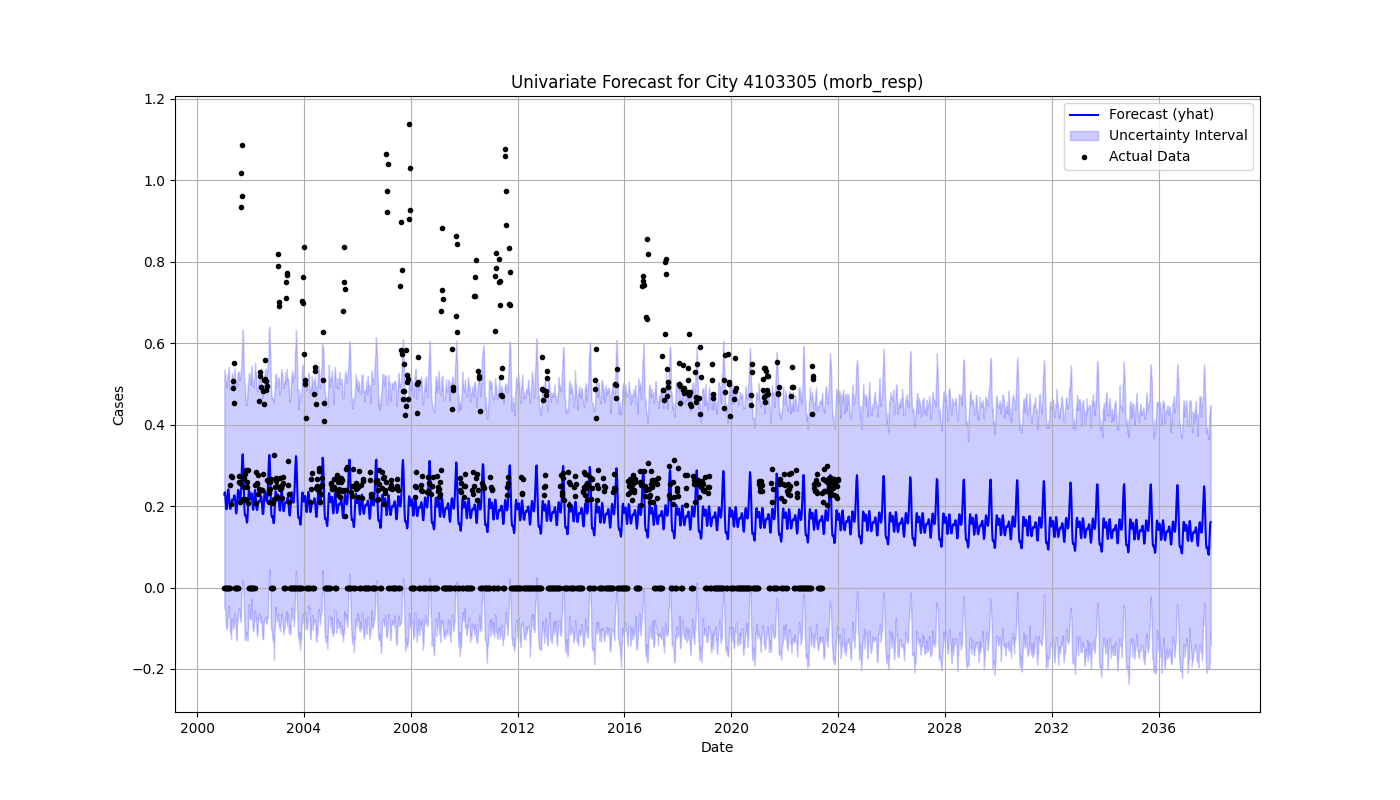 Univariate Forecast for City 4103305 (morb_resp)
1.2
1.0
0.8
0.6
0.4
0.2
0.0
−0.2
Cases
Forecast (yhat)
Uncertainty Interval
Actual Data
2000 2004 2008 2012 2016 2020 2024 2028 2032 2036
Date